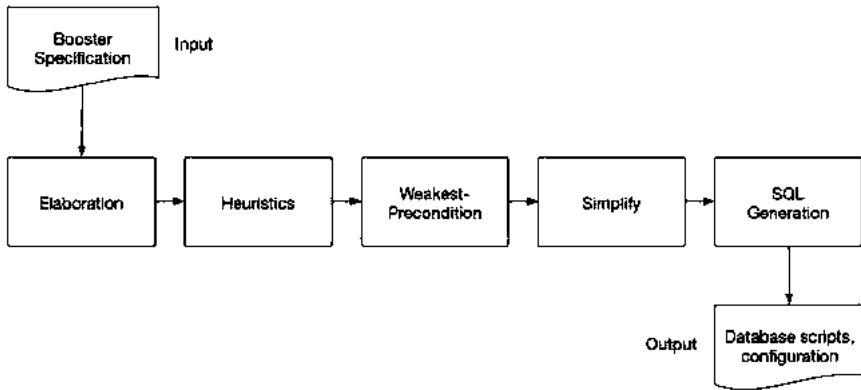 Booster
Specification
Input
Elaboration
Heuristics
Weakest-
Precondition
Simplify
SQL
Generation
Output
Database scripts,
configuration